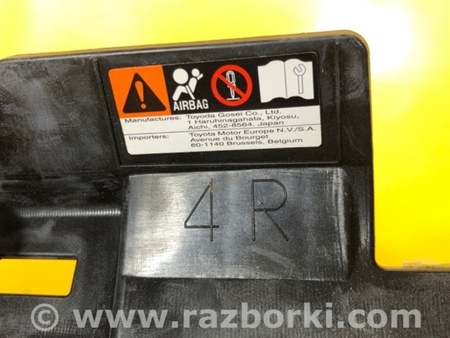 AIRBAG
Manufactures: Toyoda Gosei Co., Ltd.
1 Haruhinagahata, Kiyosu,
Aichi, 452-8564, Japan
Importers: Toyota Motor Europe N.V./S.A.
Avenue du Bourget
60-1140 Brussels, Belgium
4R
www.razborki.com